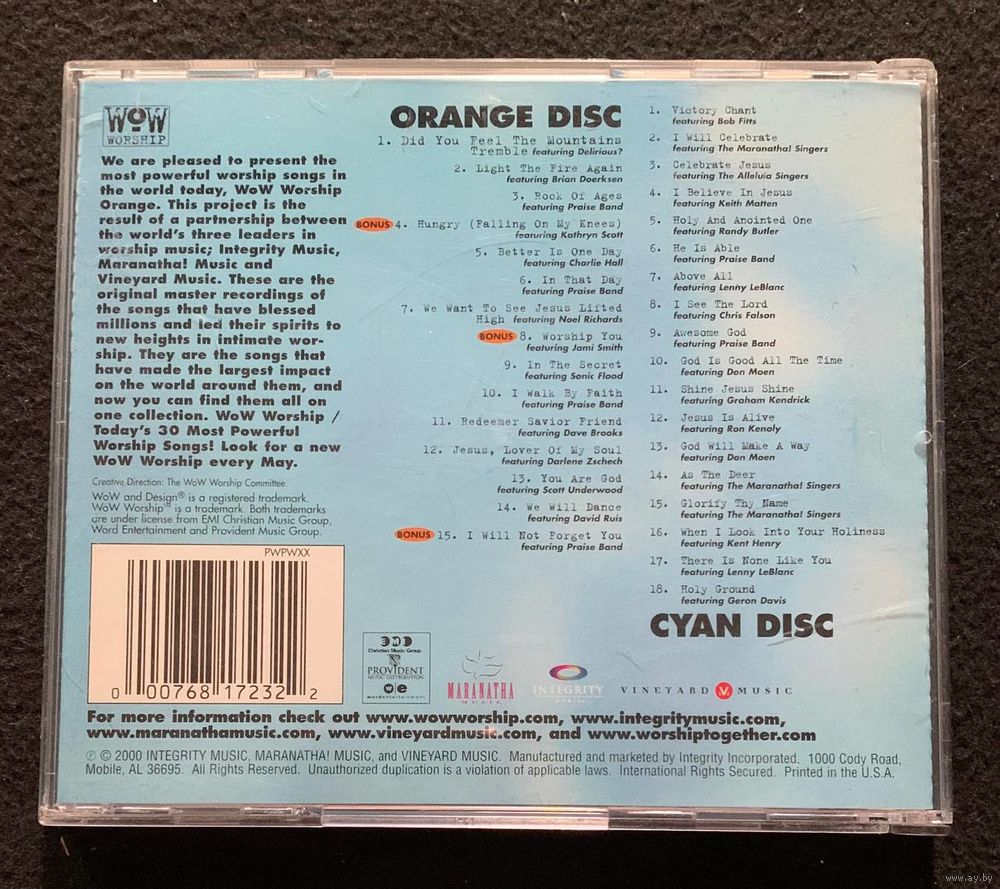 WoW
WORSHIP
We are pleased to present the
most powerful worship songs in
the world today, WoW Worship
Orange. This project is the
result of a partnership between
the world's three leaders in
worship music; Integrity Music,
Maranatha! Music and
Vineyard Music. These are the
original master recordings of
the songs that have blessed
millions and led their spirits to
new heights in intimate wor-
ship. They are the songs that
have made the largest impact
on the world around them, and
now you can find them all on
one collection. WoW Worship /
Today's 30 Most Powerful
Worship Songs! Look for a new
WoW Worship every May.
Creative Direction: The WoW Worship Committee.
WoW and Design® is a registered trademark.
WoW Worship® is a trademark. Both trademarks
are under license from EMI Christian Music Group,
Word Entertainment and Provident Music Group.
PWPWXX
0 00768 17232 2
ORANGE DISC
1. Did You Feel The Mountains
Tremble featuring Delirious?
2. Light The Fire Again
featuring Brian Doerksen
3. Rock Of Ages
featuring Praise Band
BONUS 4. Hungry (Falling On My Knees)
featuring Kathryn Scott
5. Better Is One Day
featuring Charlie Hall
6. In That Day
featuring Praise Band
7. We Want To See Jesus Lifted
High featuring Noel Richards
BONUS 8. Worship You
featuring Jami Smith
9. In The Secret
featuring Sonic Flood
10. I Walk By Faith
featuring Praise Band
11. Redeemer Savior Friend
featuring Dave Brooks
12. Jesus, Lover Of My Soul
featuring Darlene Zschech
13. You Are God
featuring Scott Underwood
14. We Will Dance
featuring David Ruis
BONUS 15. I Will Not Forget You
featuring Praise Band
1. Victory Chant
featuring Bob Fitts
2. I Will Celebrate
featuring The Maranatha! Singers
3. Celebrate Jesus
featuring The Alleluia Singers
4. I Believe In Jesus
featuring Keith Matten
5. Holy And Anointed One
featuring Randy Butler
6. He Is Able
featuring Praise Band
7. Above All
featuring Lenny LeBlanc
8. I See The Lord
featuring Chris Falson
9. Awesome God
featuring Praise Band
10. God Is Good All The Time
featuring Don Moen
11. Shine Jesus Shine
featuring Graham Kendrick
12. Jesus Is Alive
featuring Ron Kenoly
13. God Will Make A Way
featuring Don Moen
14. As The Deer
featuring The Maranatha! Singers
15. Glorify Thy Name
featuring The Maranatha! Singers
16. When I Look Into Your Holiness
featuring Kent Henry
17. There Is None Like You
featuring Lenny LeBlanc
18. Holy Ground
featuring Geron Davis
CYAN DISC
Christian Music Group
PROVIDENT
MUSIC DISTRIBUTION
wordentertainment
MARANATHA
MUSIC
INTEGRITY
VINEYARD V MUSIC
For more information check out www.wowworship.com, www.integritymusic.com,
www.maranathamusic.com, www.vineyardmusic.com, and www.worshiptogether.com
℗ © 2000 INTEGRITY MUSIC, MARANATHA! MUSIC, and VINEYARD MUSIC. Manufactured and marketed by Integrity Incorporated. 1000 Cody Road,
Mobile, AL 36695. All Rights Reserved. Unauthorized duplication is a violation of applicable laws. International Rights Secured. Printed in the U.S.A.
www.ay.by